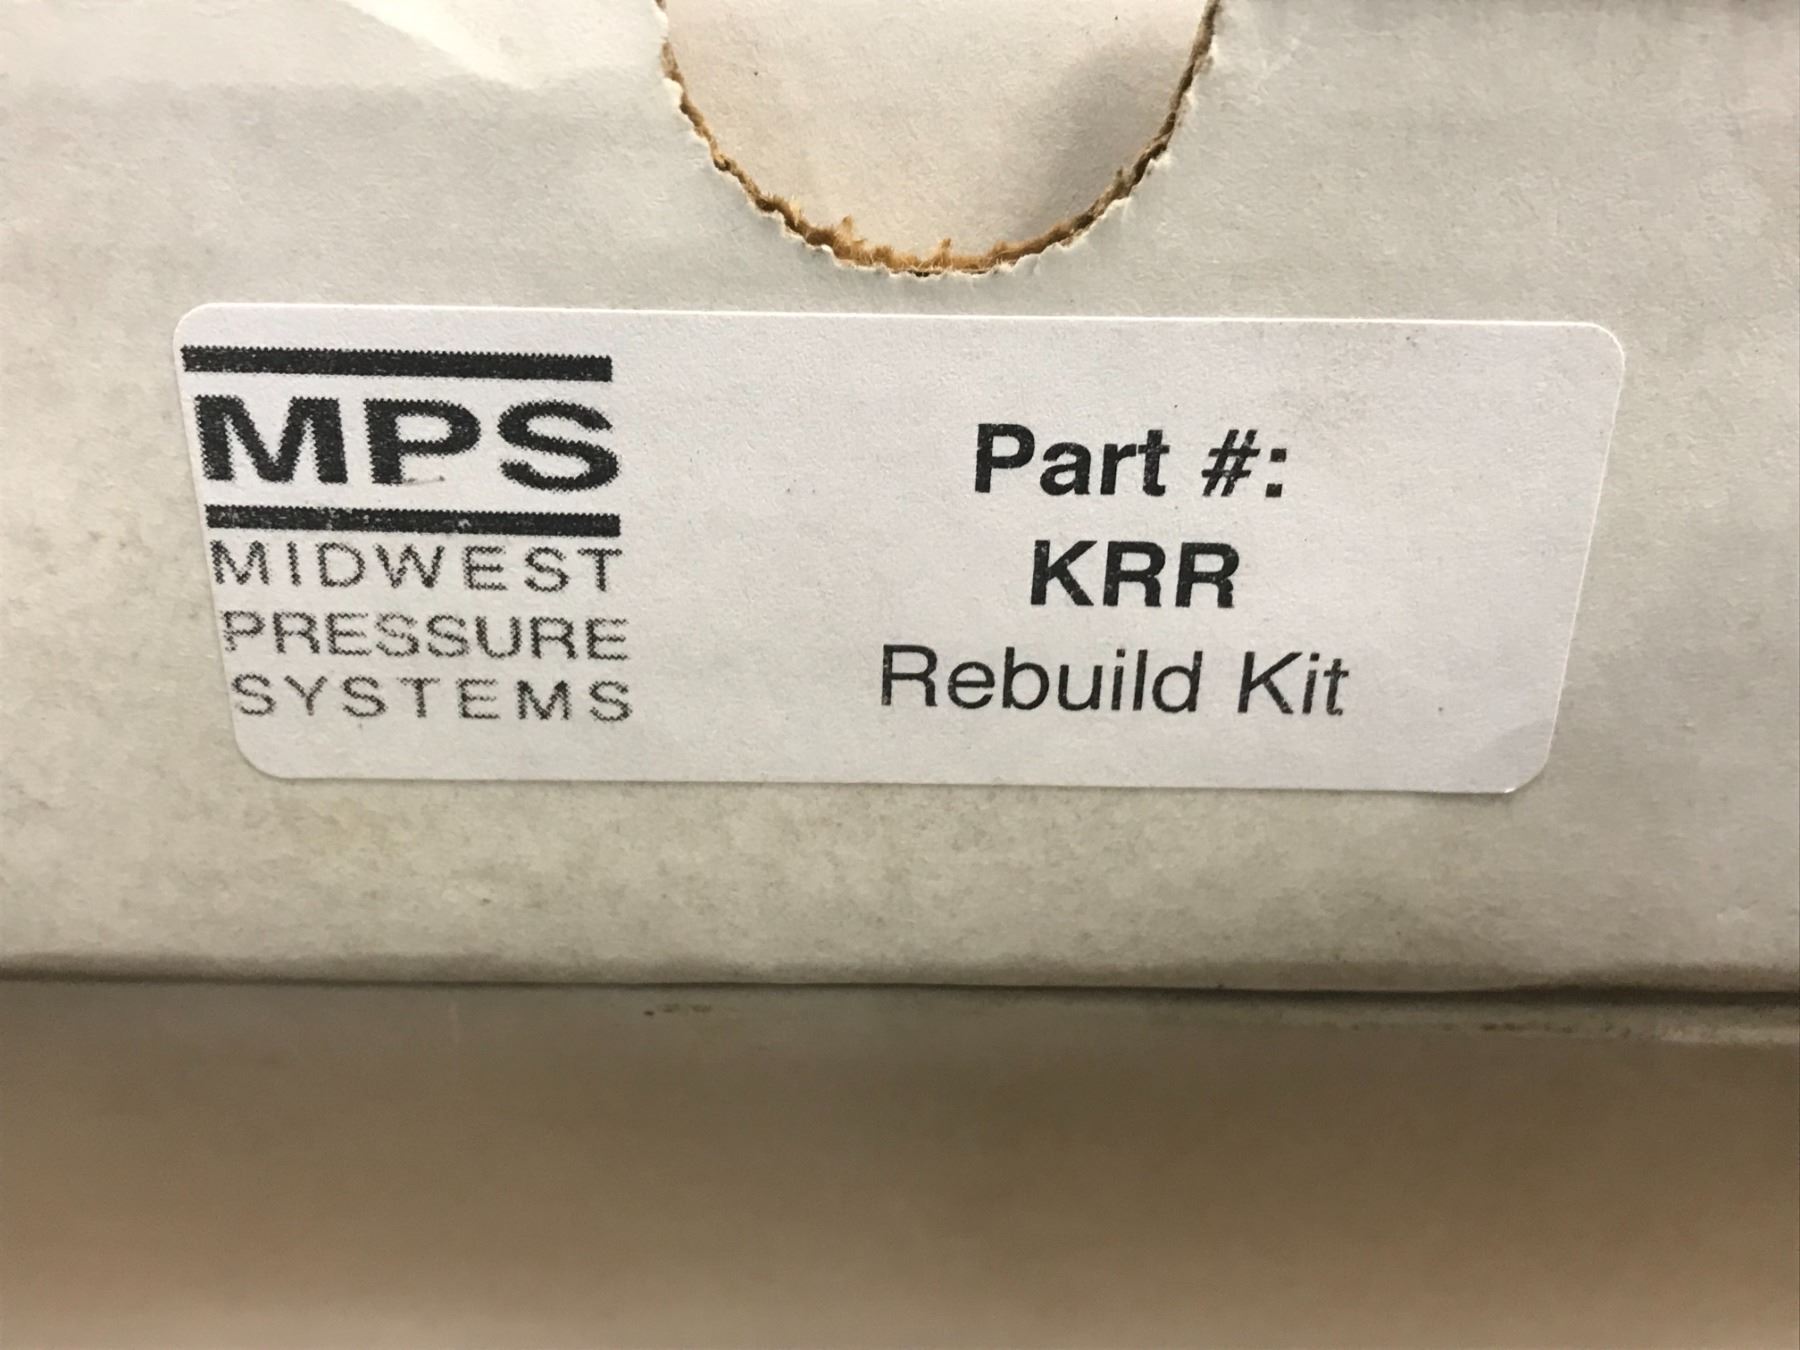 MPS
MIDWEST
PRESSURE
SYSTEMS
Part #:
KRR
Rebuild Kit